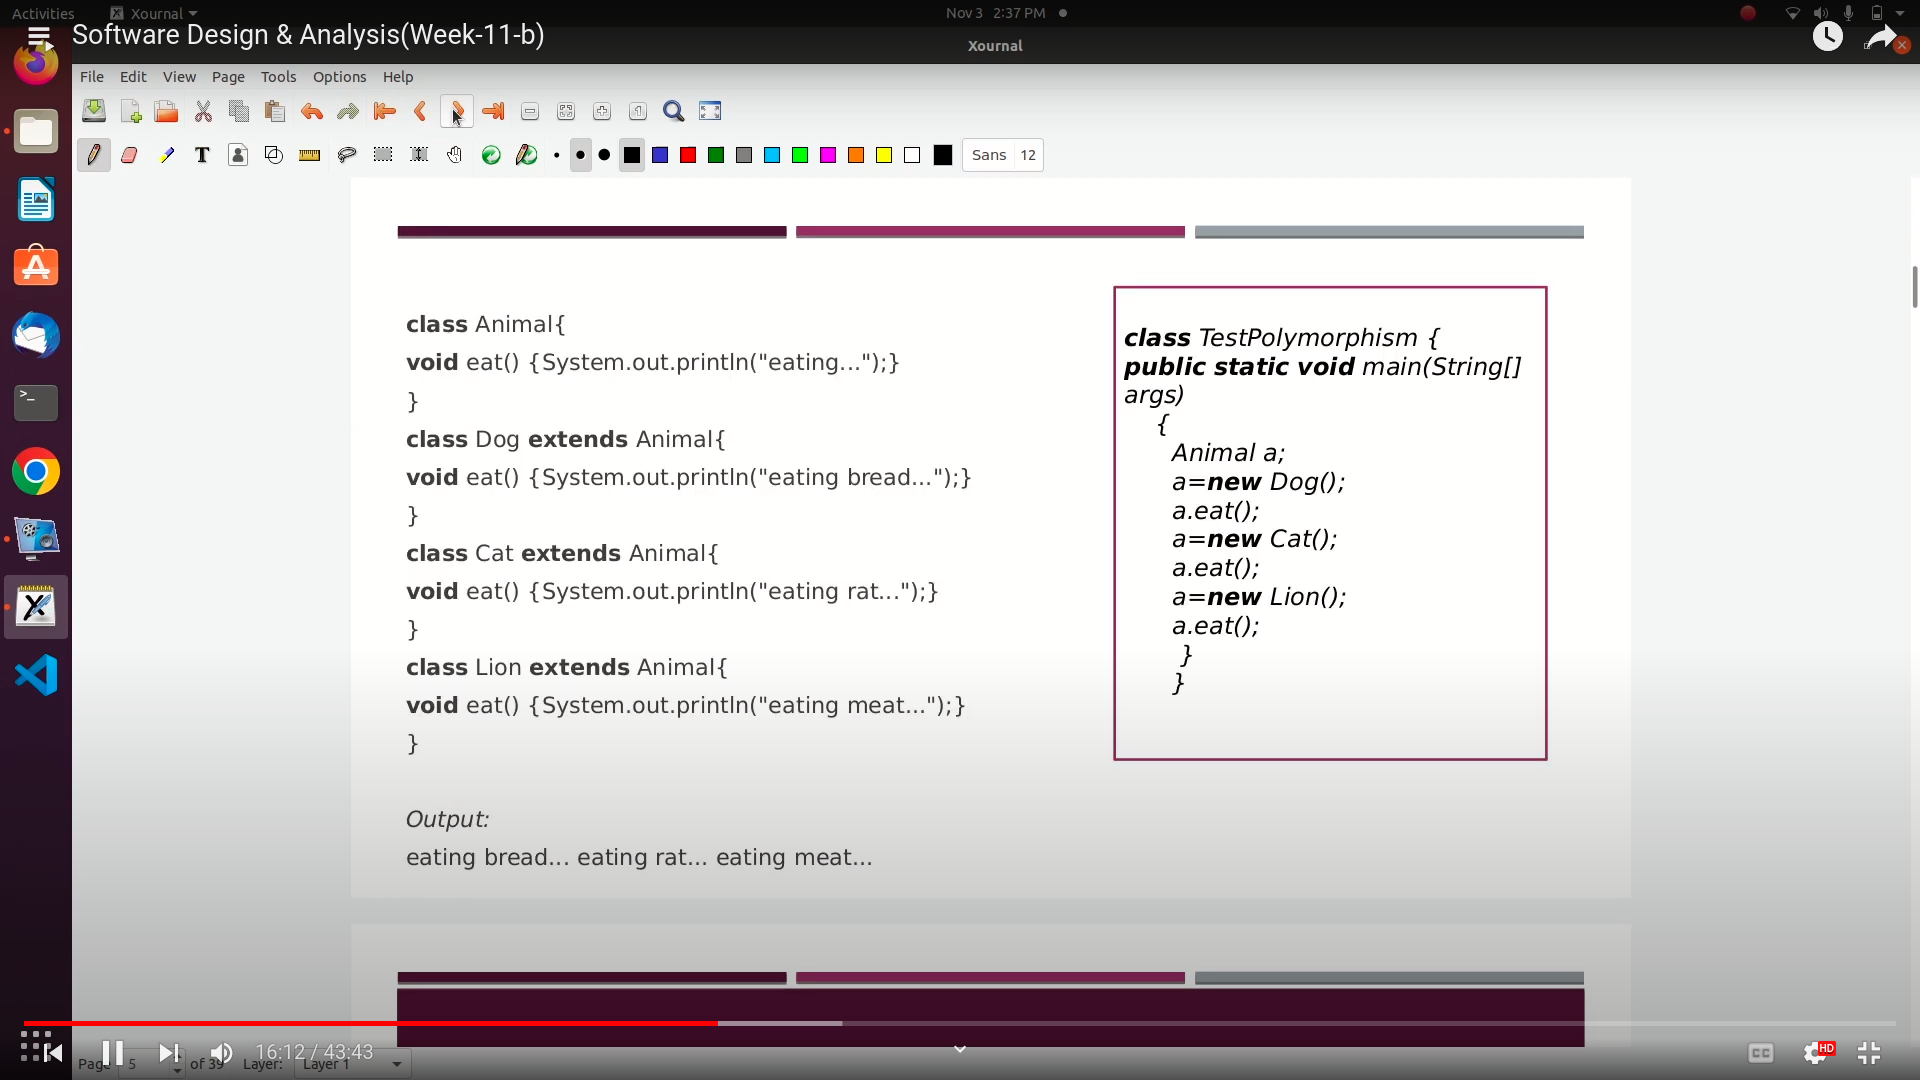 Activities Xournal Nov 3 2:37 PM
Software Design & Analysis(Week-11-b)
Xournal
File Edit View Page Tools Options Help
Sans 12
class Animal{
void eat() {System.out.println("eating...");}
}
class Dog extends Animal{
void eat() {System.out.println("eating bread...");}
}
class Cat extends Animal{
void eat() {System.out.println("eating rat...");}
}
class Lion extends Animal{
void eat() {System.out.println("eating meat...");}
}
Output:
eating bread... eating rat... eating meat...
class TestPolymorphism {
public static void main(String[]
args)
{
Animal a;
a=new Dog();
a.eat();
a=new Cat();
a.eat();
a=new Lion();
a.eat();
}
}
16:12 / 43:43
CC HD
Page 5 of 39 Layer: Layer 1